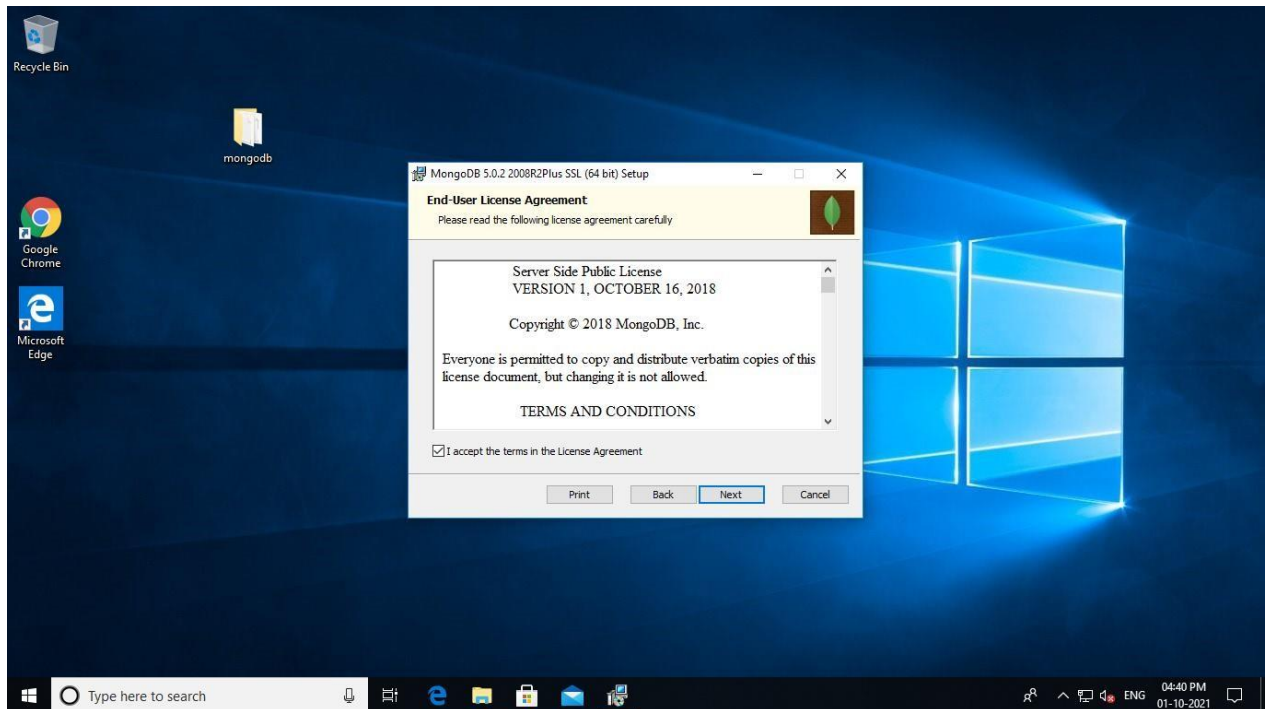 Recycle Bin
mongodb
Google
Chrome
Microsoft
Edge
MongoDB 5.0.2 2008R2Plus SSL (64 bit) Setup
End-User License Agreement
Please read the following license agreement carefully
Server Side Public License
VERSION 1, OCTOBER 16, 2018
Copyright © 2018 MongoDB, Inc.
Everyone is permitted to copy and distribute verbatim copies of this
license document, but changing it is not allowed.
TERMS AND CONDITIONS
I accept the terms in the License Agreement
Print Back Next Cancel
Type here to search
ENG
04:40 PM
01-10-2021